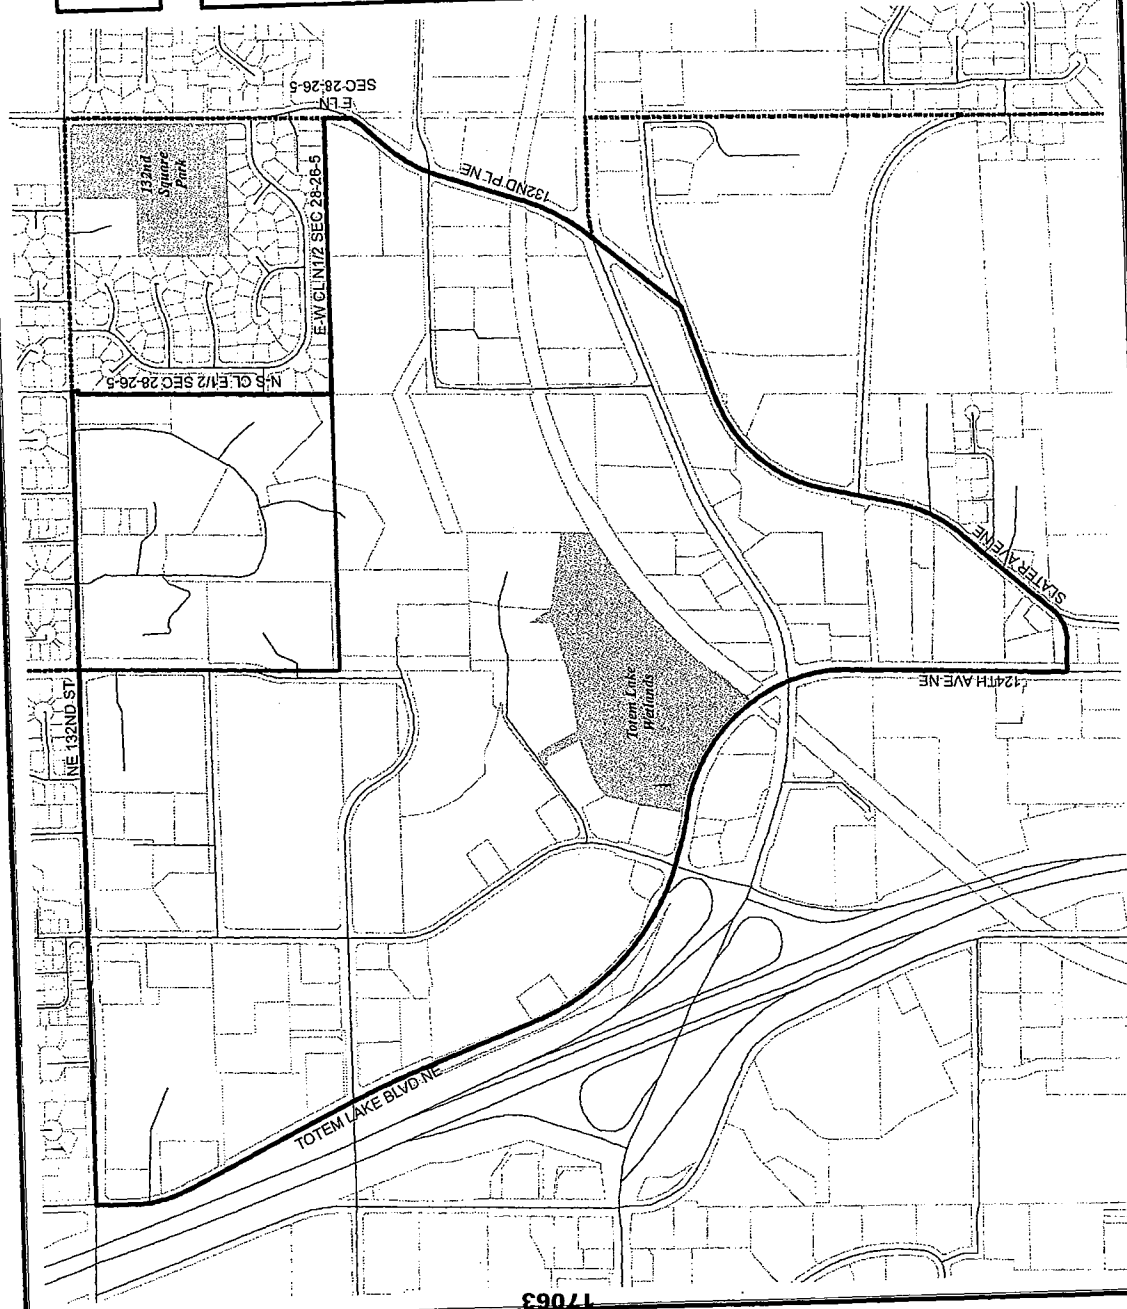 SEC 28-26-5
E LN
132nd
Square
Park
E-W CL N1/2 SEC 28-26-5
132ND PL NE
N-S CL E1/2 SEC 28-26-5
NE 132ND ST
SLATER AVE NE
Totem Lake
Wetlands
124TH AVE NE
TOTEM LAKE BLVD NE
17063